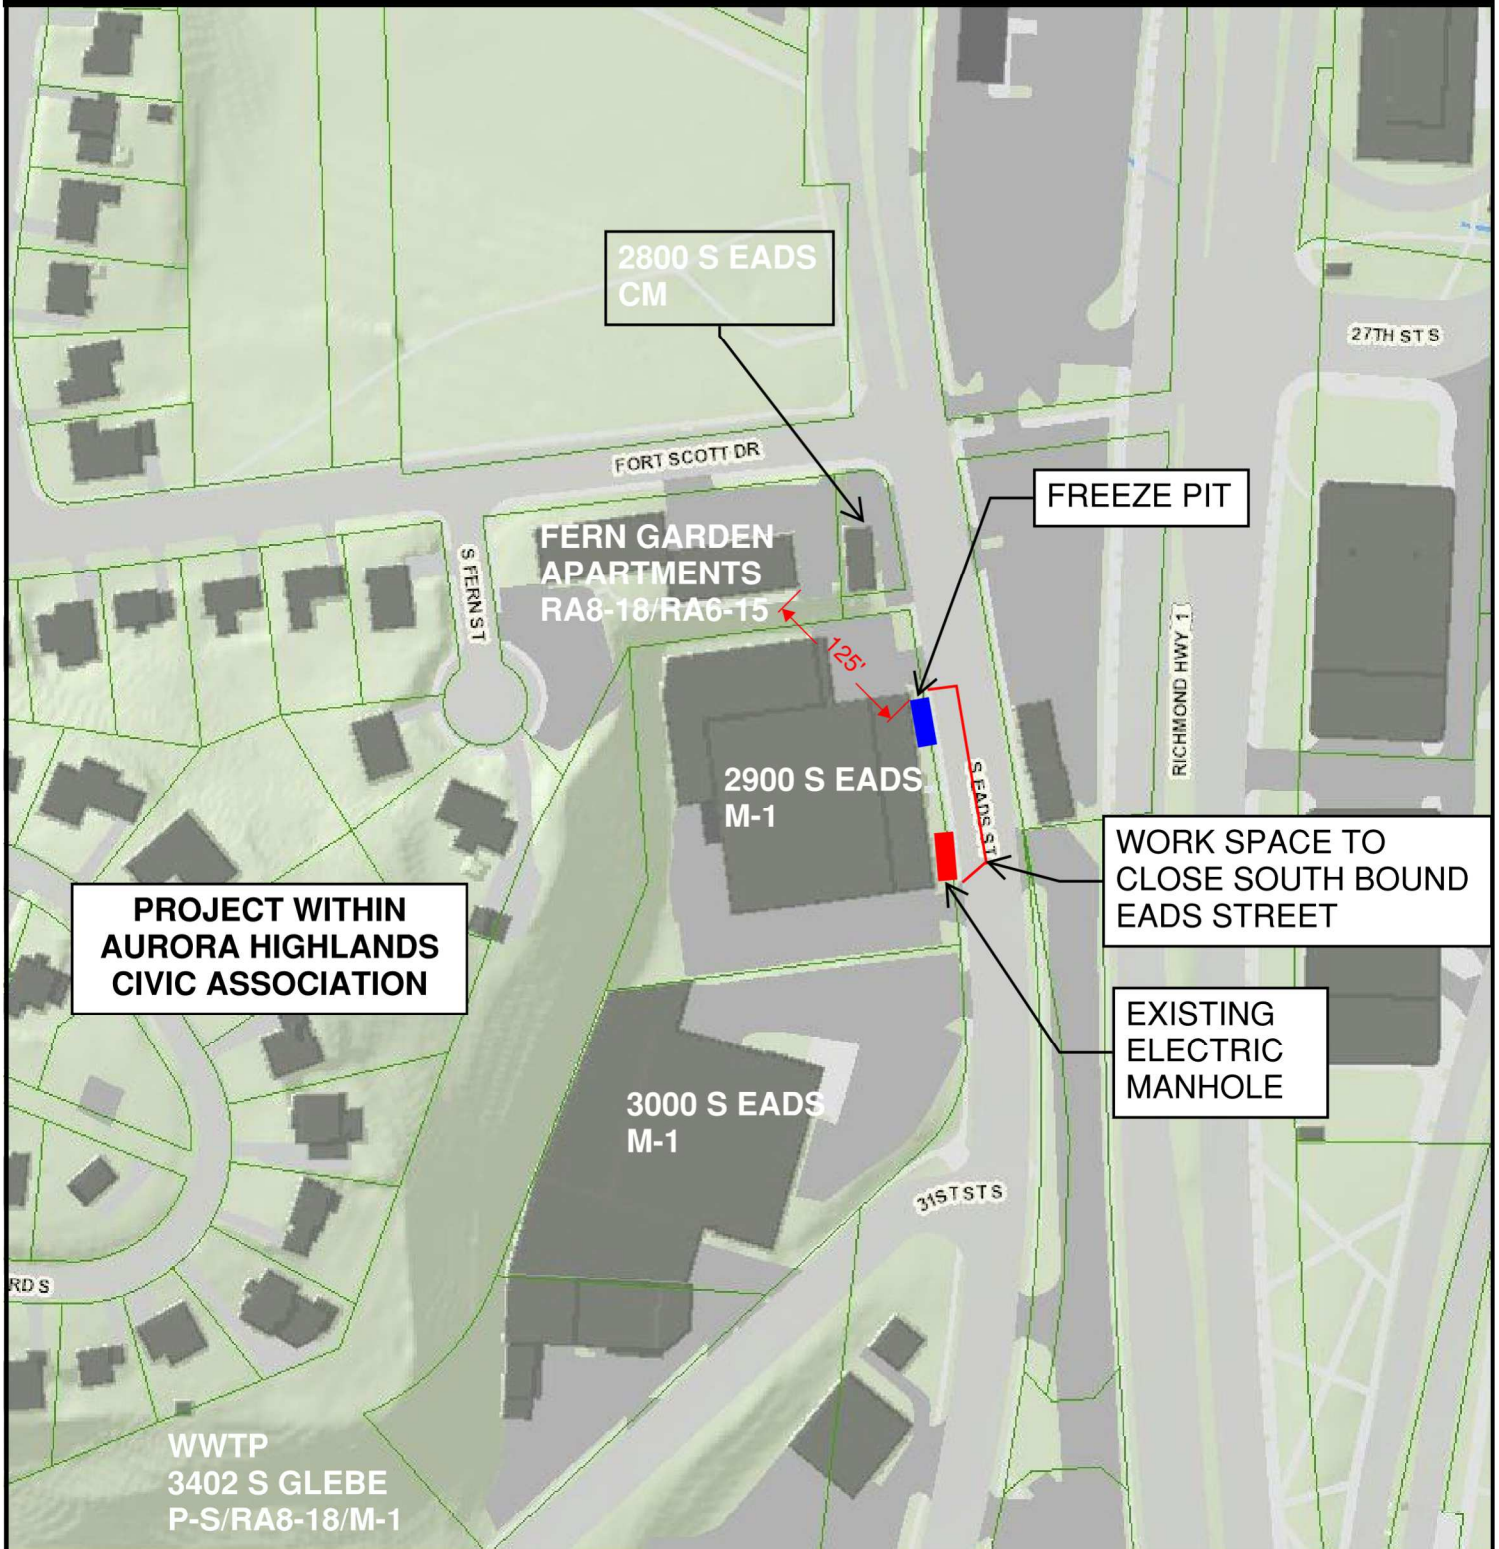 2800 S EADS
CM
27TH ST S
FORT SCOTT DR
FREEZE PIT
FERN GARDEN
APARTMENTS
RA8-18/RA6-15
S FERN ST
125'
RICHMOND HWY 1
2900 S EADS
M-1
S EADS ST
WORK SPACE TO
CLOSE SOUTH BOUND
EADS STREET
PROJECT WITHIN
AURORA HIGHLANDS
CIVIC ASSOCIATION
EXISTING
ELECTRIC
MANHOLE
3000 S EADS
M-1
31ST ST S
RD S
WWTP
3402 S GLEBE
P-S/RA8-18/M-1